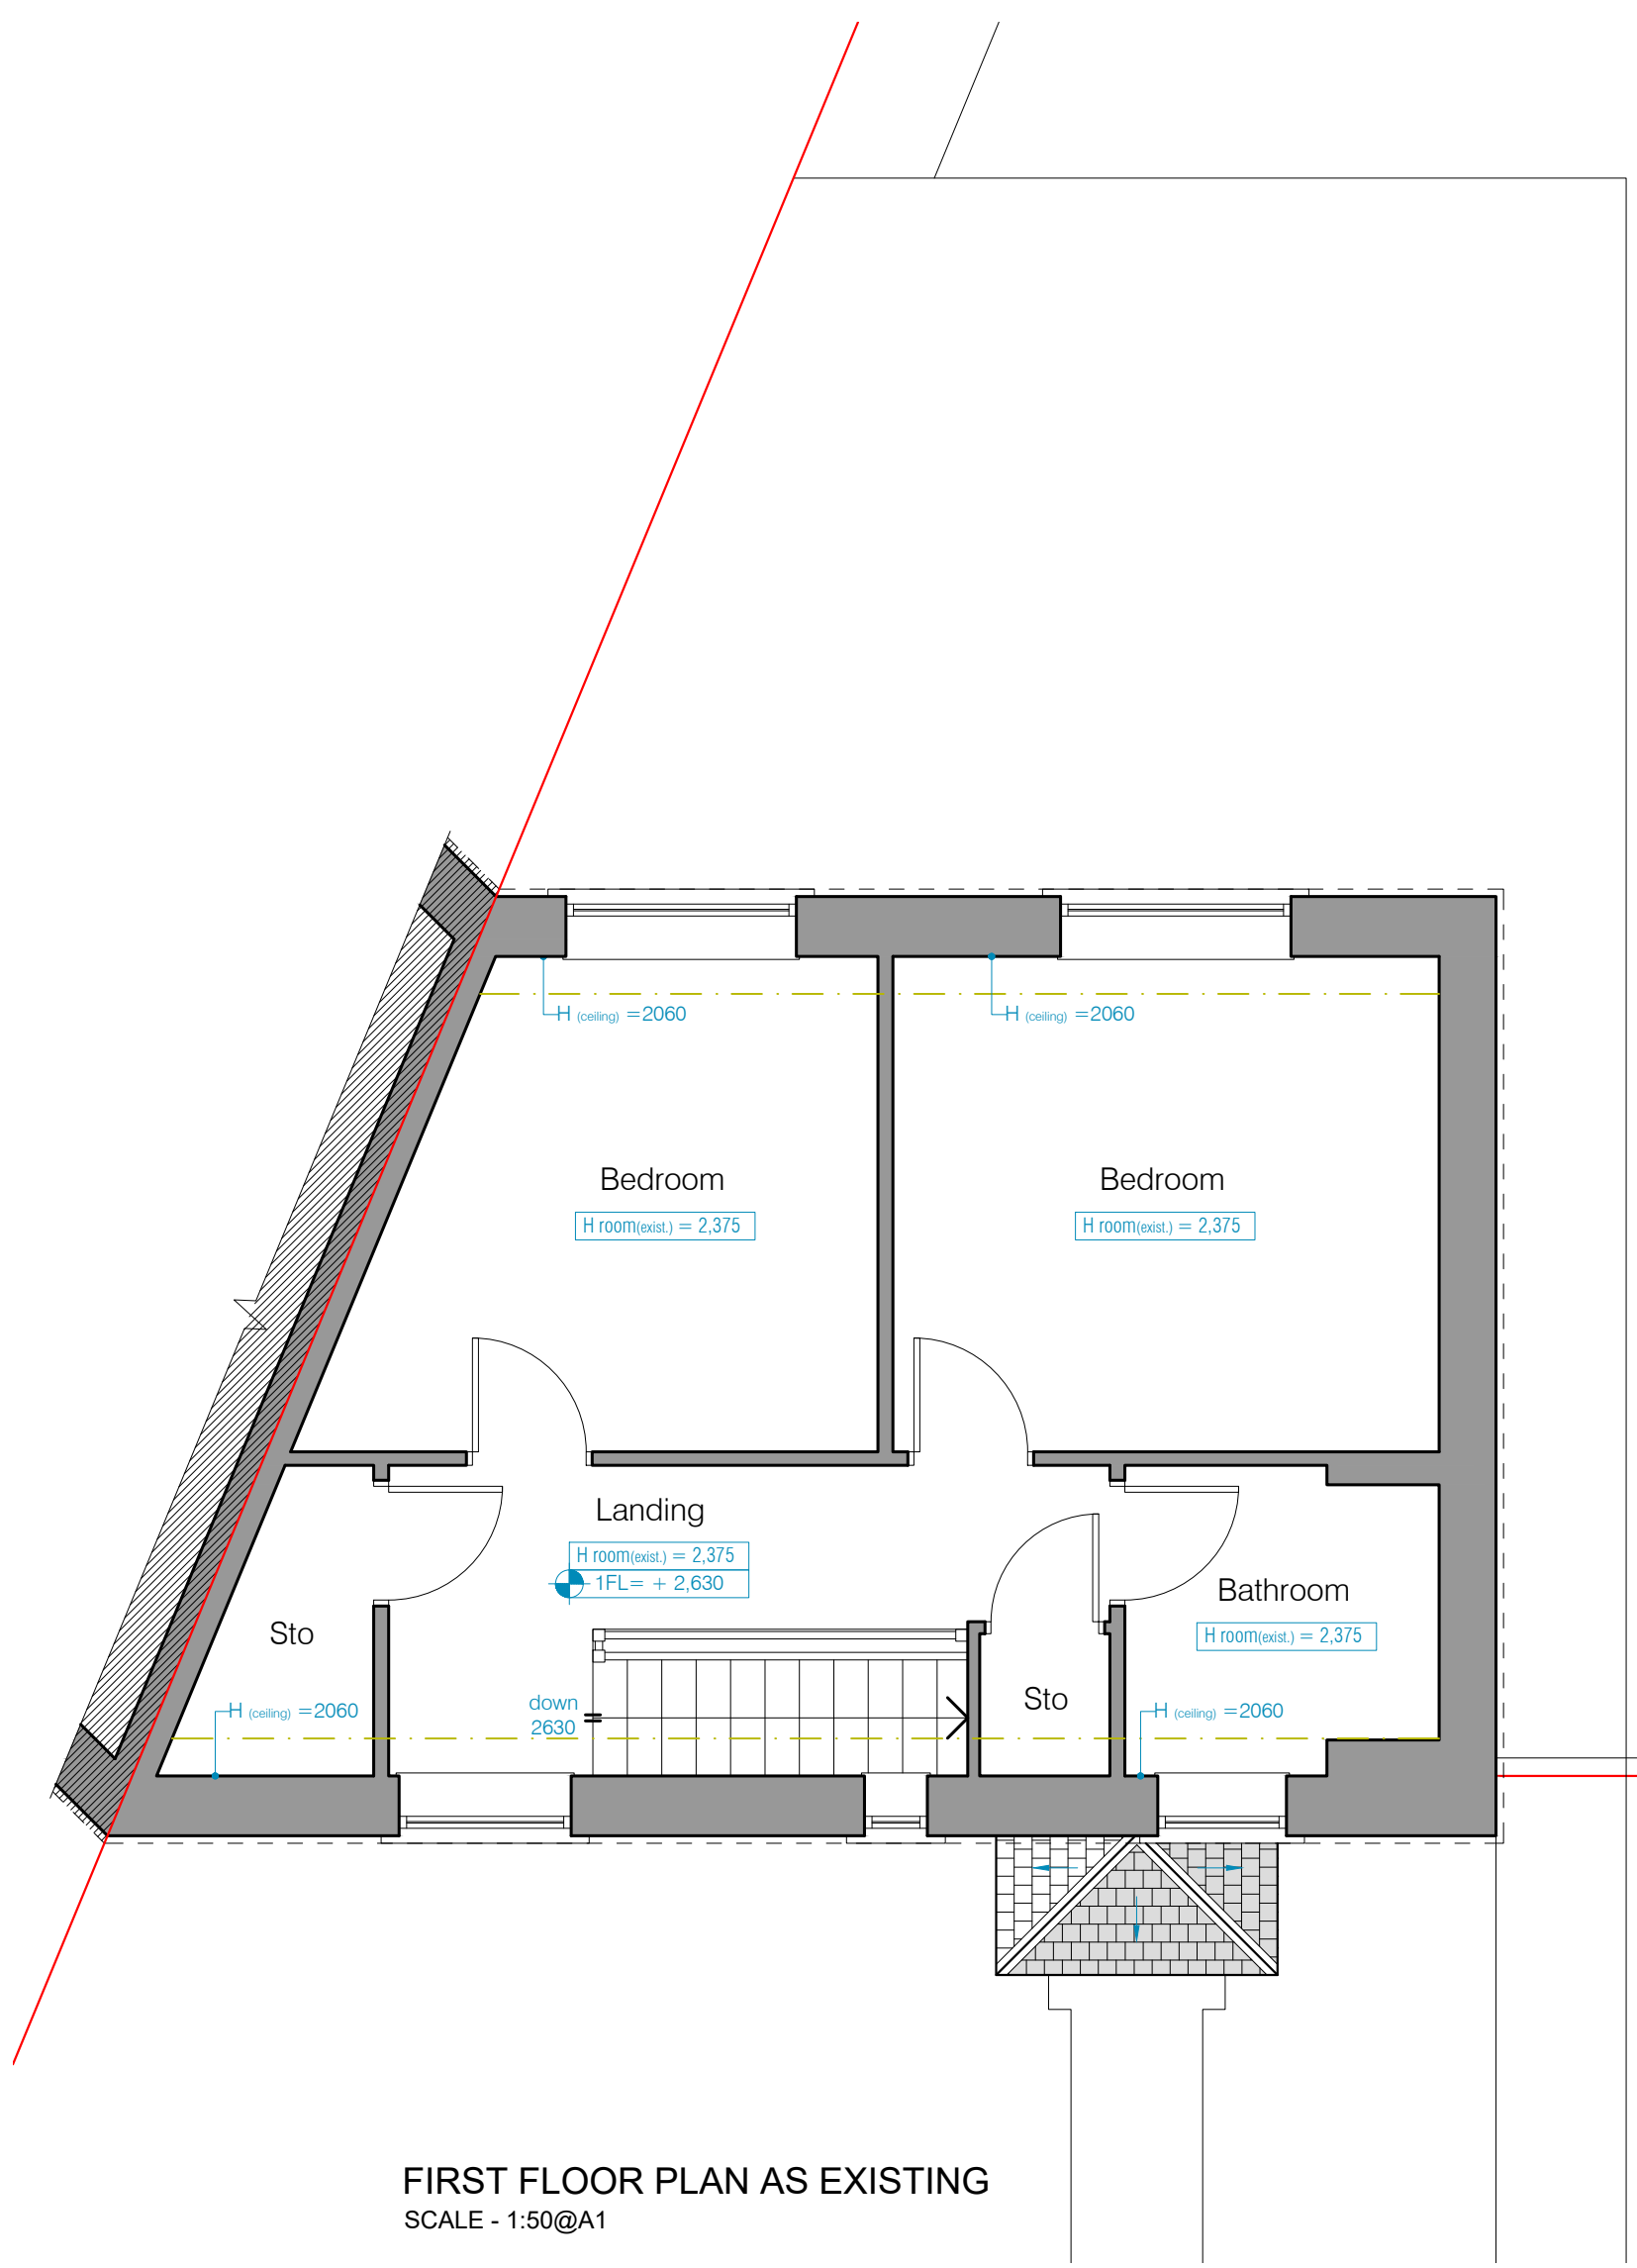 H (ceiling) =2060
H (ceiling) =2060
Bedroom
H room(exist.) = 2,375
Bedroom
H room(exist.) = 2,375
Landing
H room(exist.) = 2,375
1FL= + 2,630
Bathroom
H room(exist.) = 2,375
Sto
Sto
H (ceiling) =2060
down
2630
H (ceiling) =2060
FIRST FLOOR PLAN AS EXISTING
SCALE - 1:50@A1